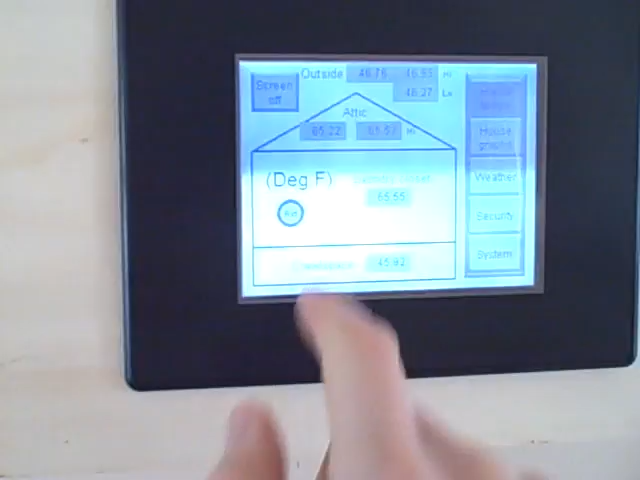 Screen off
Outside 46.76 46.95 Hi
46.27 Lo
Attic
65.22 65.57 Hi
House
graphs
(Deg F)
65.55
Weather
Security
45.92
System